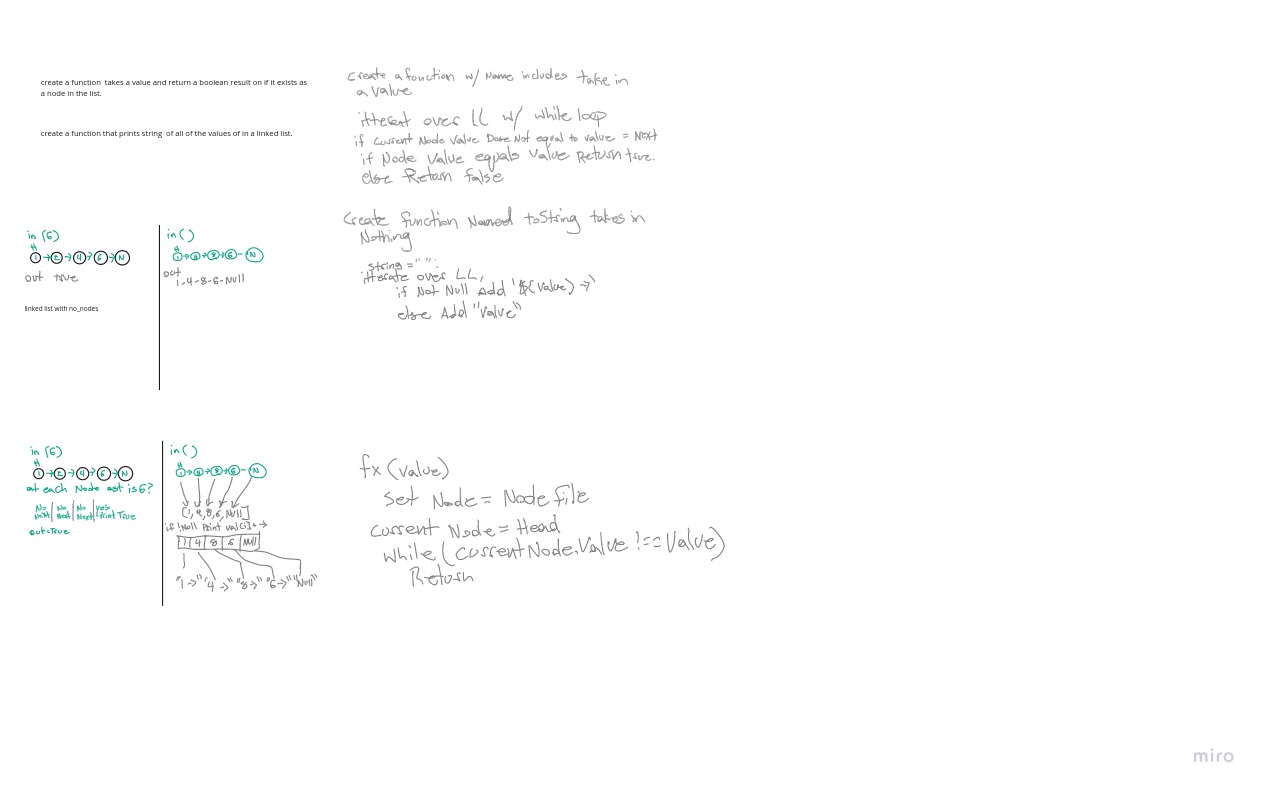 create a function takes a value and return a boolean result on if it exists as
a node in the list.
create a function that prints string of all of the values of in a linked list.
in (6)
H
1 → 2 → 4 → 6 → N
out true
linked list with no_nodes
in ( )
H
1 → 4 → 8 → 6 - N
out
1-4-8-6-Null
in (6)
H
1 → 2 → 4 → 6 → N
at each Node ask is 6?
No | No | No | yes
Next | Next | Next | Print True
out=True
in ( )
H
1 → 4 → 8 → 6 - N
[1, 4, 8, 6, Null]
if !Null Print val[i]+ →
1 | 4 | 8 | 6 | Null
"1 →" "4 →" "8 →" "6 →" "Null"
create a function w/ Name includes take in
a value
itterat over LL w/ while loop
if current Node value Dose Not equal to value = Next
if Node Value equals Value Return true.
else Return false
Create function Named toString takes in
Nothing
string = " ".
itterate over LL,
if Not Null Add '${Value} →'
else Add "Value"
fx (value)
set Node = Node file
current Node = Head
while (currentNode.Value !== Value)
Return
miro